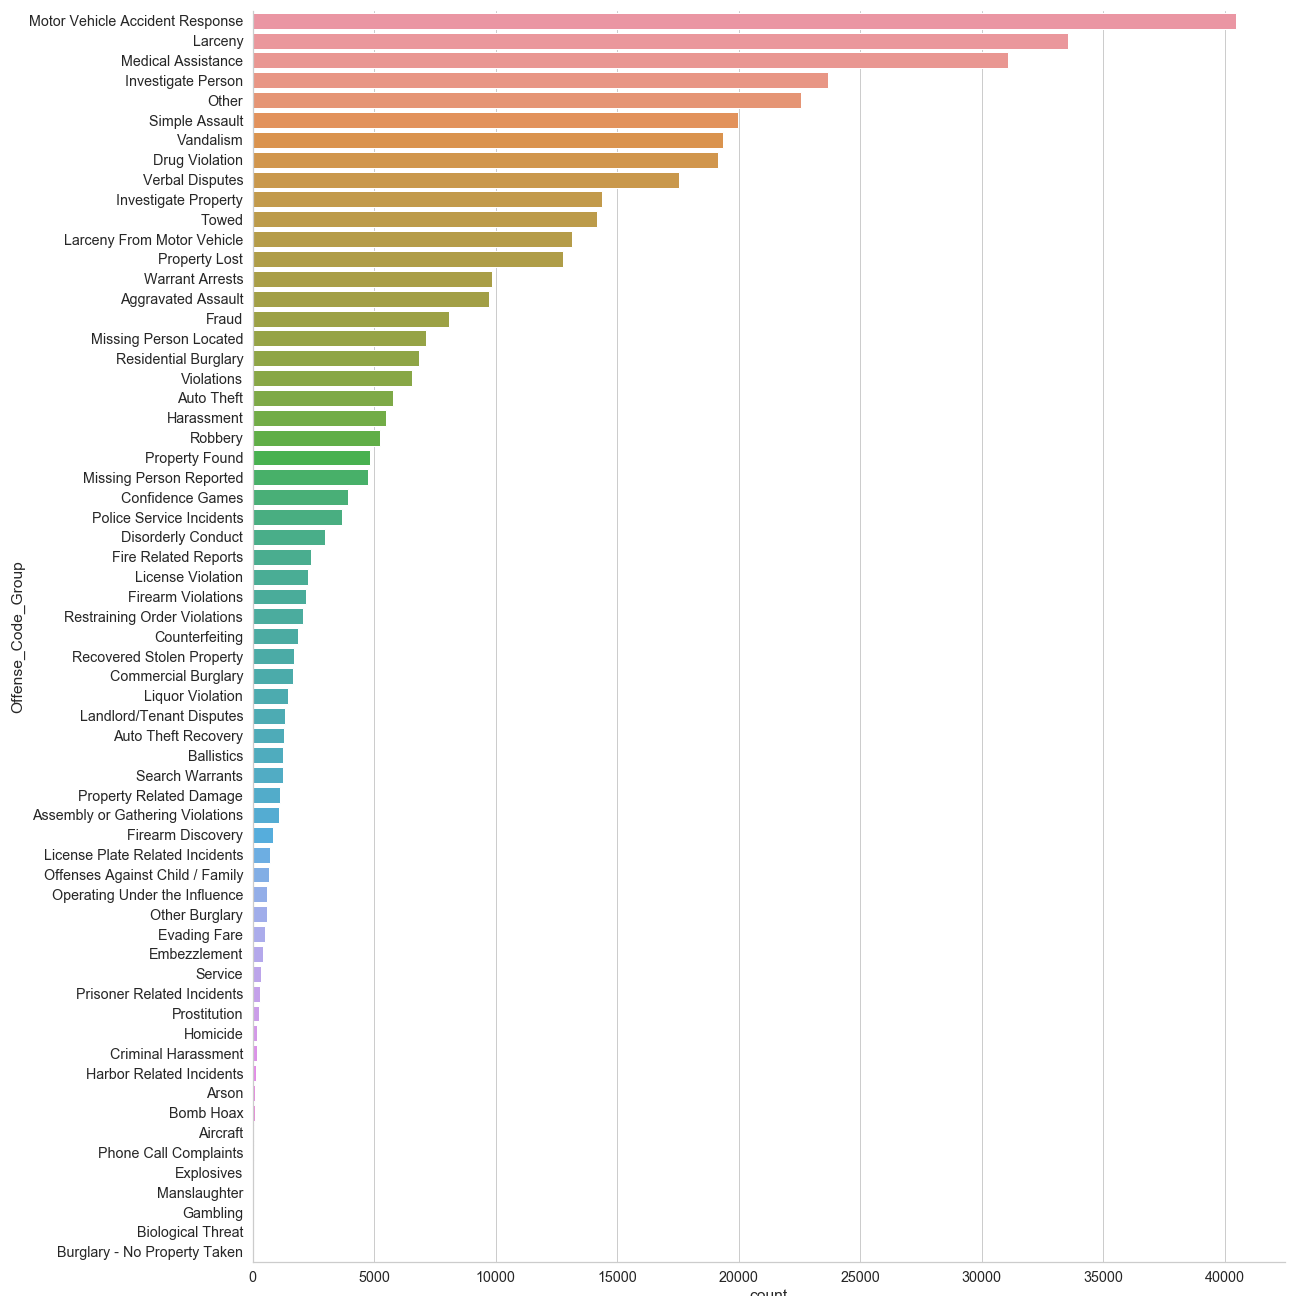 Motor Vehicle Accident Response
Larceny
Medical Assistance
Investigate Person
Other
Simple Assault
Vandalism
Drug Violation
Verbal Disputes
Investigate Property
Towed
Larceny From Motor Vehicle
Property Lost
Warrant Arrests
Aggravated Assault
Fraud
Missing Person Located
Residential Burglary
Violations
Auto Theft
Harassment
Robbery
Property Found
Missing Person Reported
Confidence Games
Police Service Incidents
Disorderly Conduct
Fire Related Reports
License Violation
Firearm Violations
Restraining Order Violations
Counterfeiting
Recovered Stolen Property
Commercial Burglary
Liquor Violation
Landlord/Tenant Disputes
Auto Theft Recovery
Ballistics
Search Warrants
Property Related Damage
Assembly or Gathering Violations
Firearm Discovery
License Plate Related Incidents
Offenses Against Child / Family
Operating Under the Influence
Other Burglary
Evading Fare
Embezzlement
Service
Prisoner Related Incidents
Prostitution
Homicide
Criminal Harassment
Harbor Related Incidents
Arson
Bomb Hoax
Aircraft
Phone Call Complaints
Explosives
Manslaughter
Gambling
Biological Threat
Burglary - No Property Taken
Offense_Code_Group
0 5000 10000 15000 20000 25000 30000 35000 40000
count